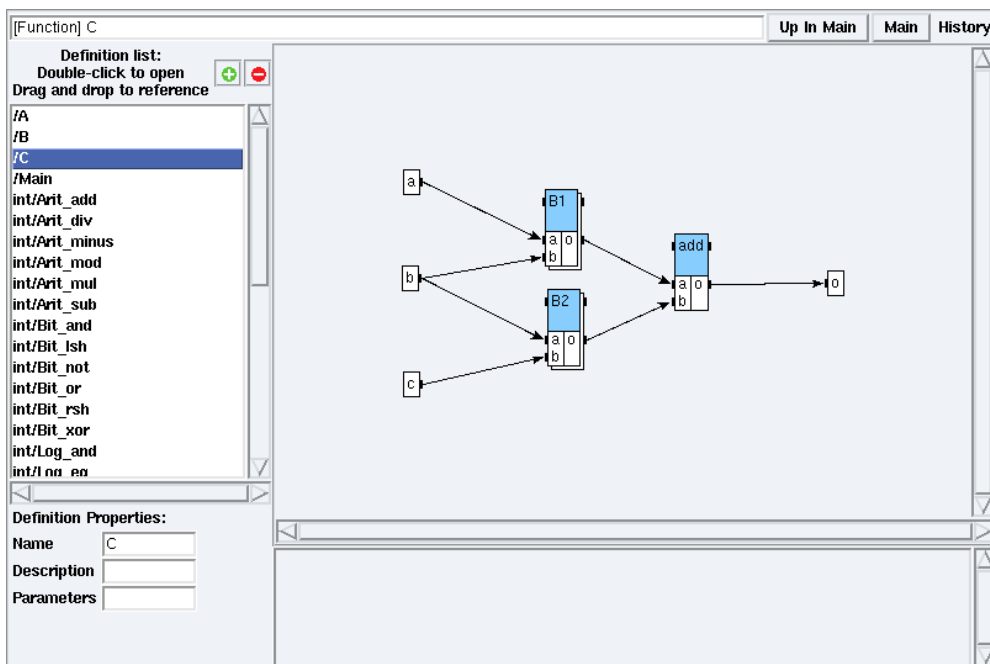 [Function] C
Up In Main
Main
History
Definition list:
Double-click to open
Drag and drop to reference
/A
/B
/C
/Main
int/Arit_add
int/Arit_div
int/Arit_minus
int/Arit_mod
int/Arit_mul
int/Arit_sub
int/Bit_and
int/Bit_lsh
int/Bit_not
int/Bit_or
int/Bit_rsh
int/Bit_xor
int/Log_and
int/Log_eq
Definition Properties:
Name C
Description
Parameters
a
b
c
B1
a o
b
B2
a o
b
add
a o
b
o